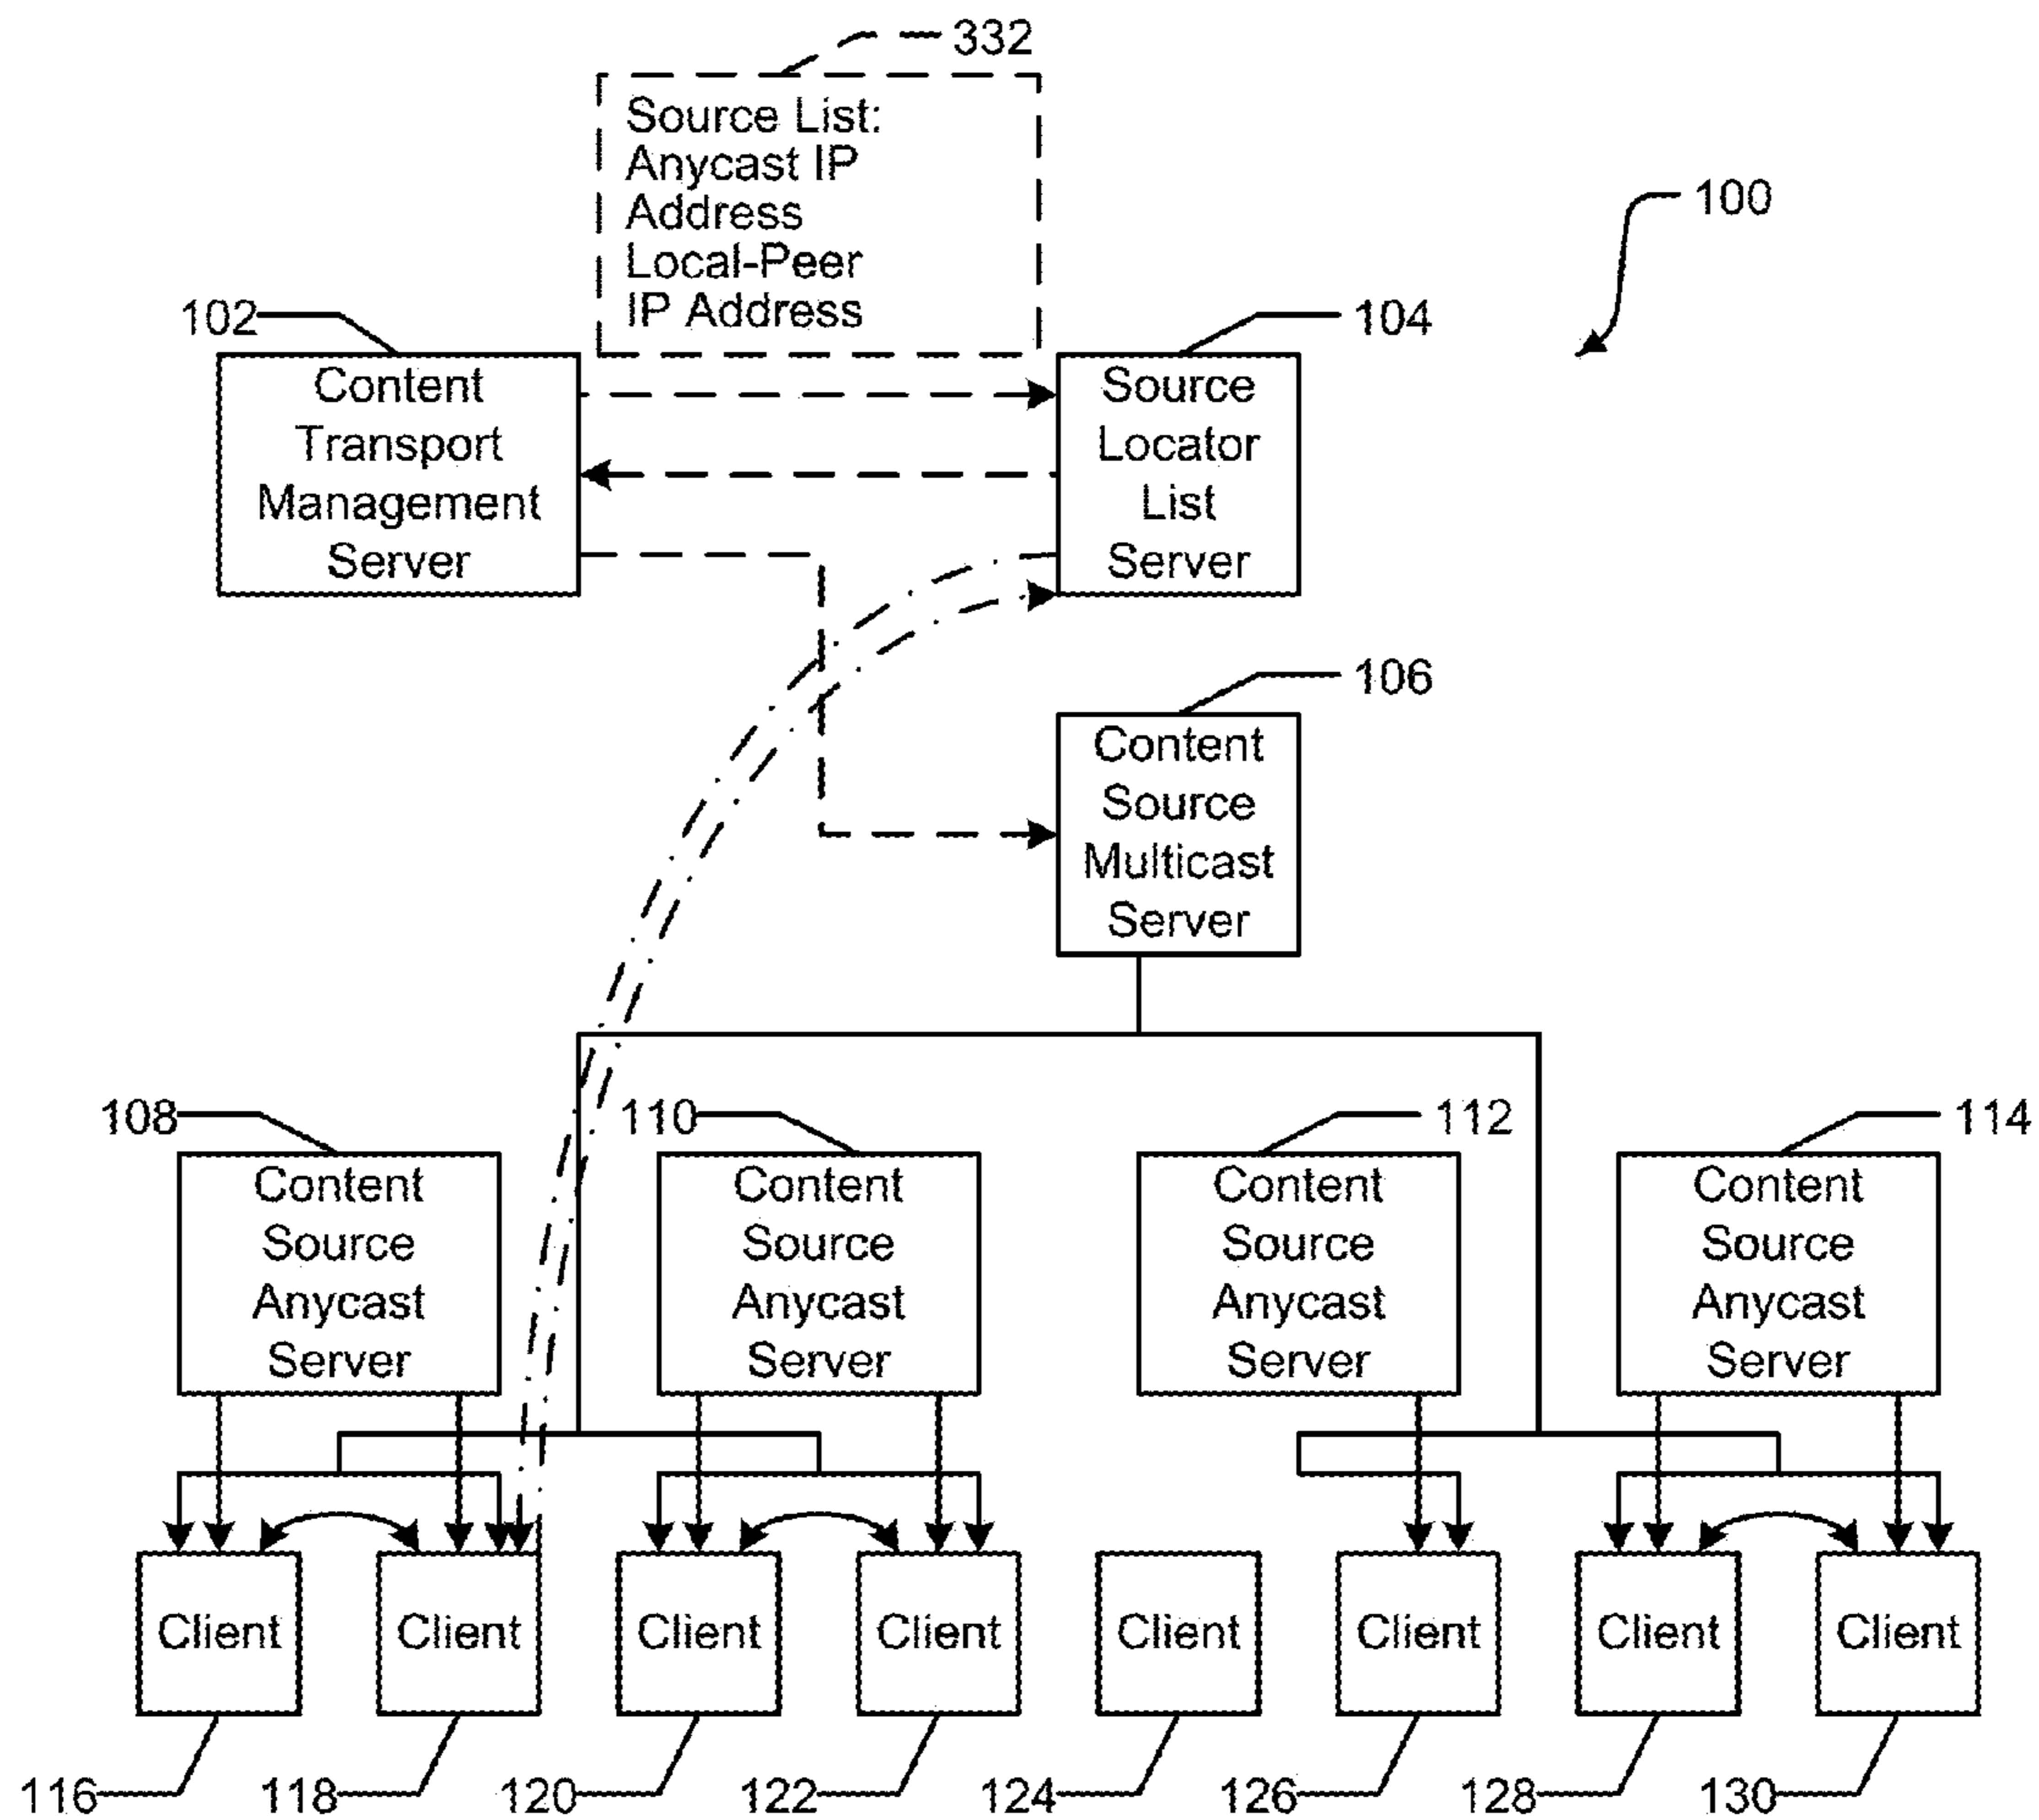 332
Source List:
Anycast IP
Address
Local-Peer
IP Address
100
102
104
Content
Transport
Management
Server
Source
Locator
List
Server
106
Content
Source
Multicast
Server
108
110
112
114
Content
Source
Anycast
Server
Content
Source
Anycast
Server
Content
Source
Anycast
Server
Content
Source
Anycast
Server
Client
Client
Client
Client
Client
Client
Client
Client
116
118
120
122
124
126
128
130